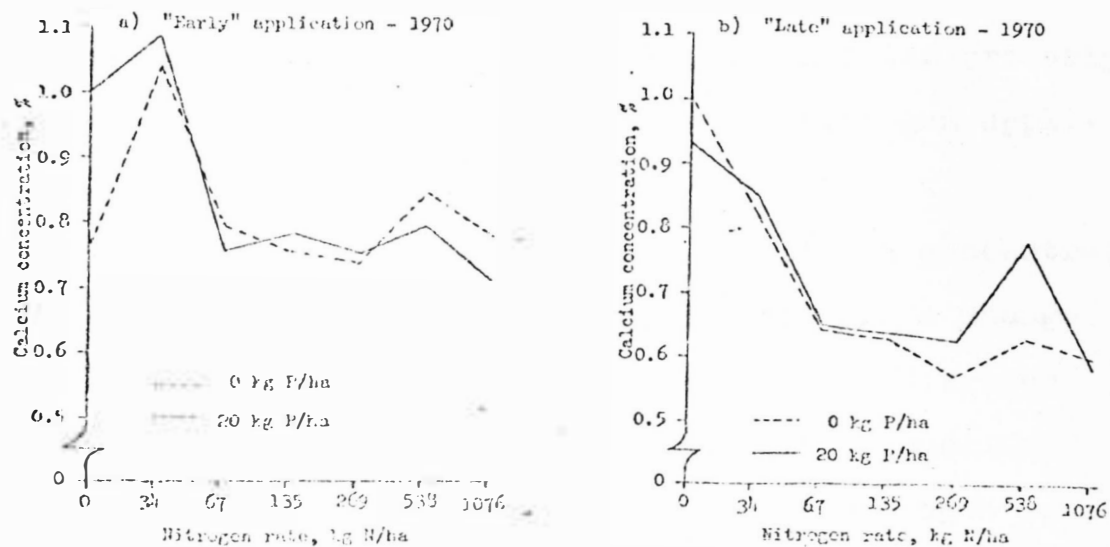 a) "Early" application - 1970
1.1
1.0
0.9
0.8
0.7
0.6
0.5
0
Calcium concentration, %
0 kg P/ha
20 kg P/ha
0 34 67 135 269 538 1076
Nitrogen rate, kg N/ha
b) "Late" application - 1970
1.1
1.0
0.9
0.8
0.7
0.6
0.5
0
Calcium concentration, %
0 kg P/ha
20 kg P/ha
0 34 67 135 269 538 1076
Nitrogen rate, kg N/ha